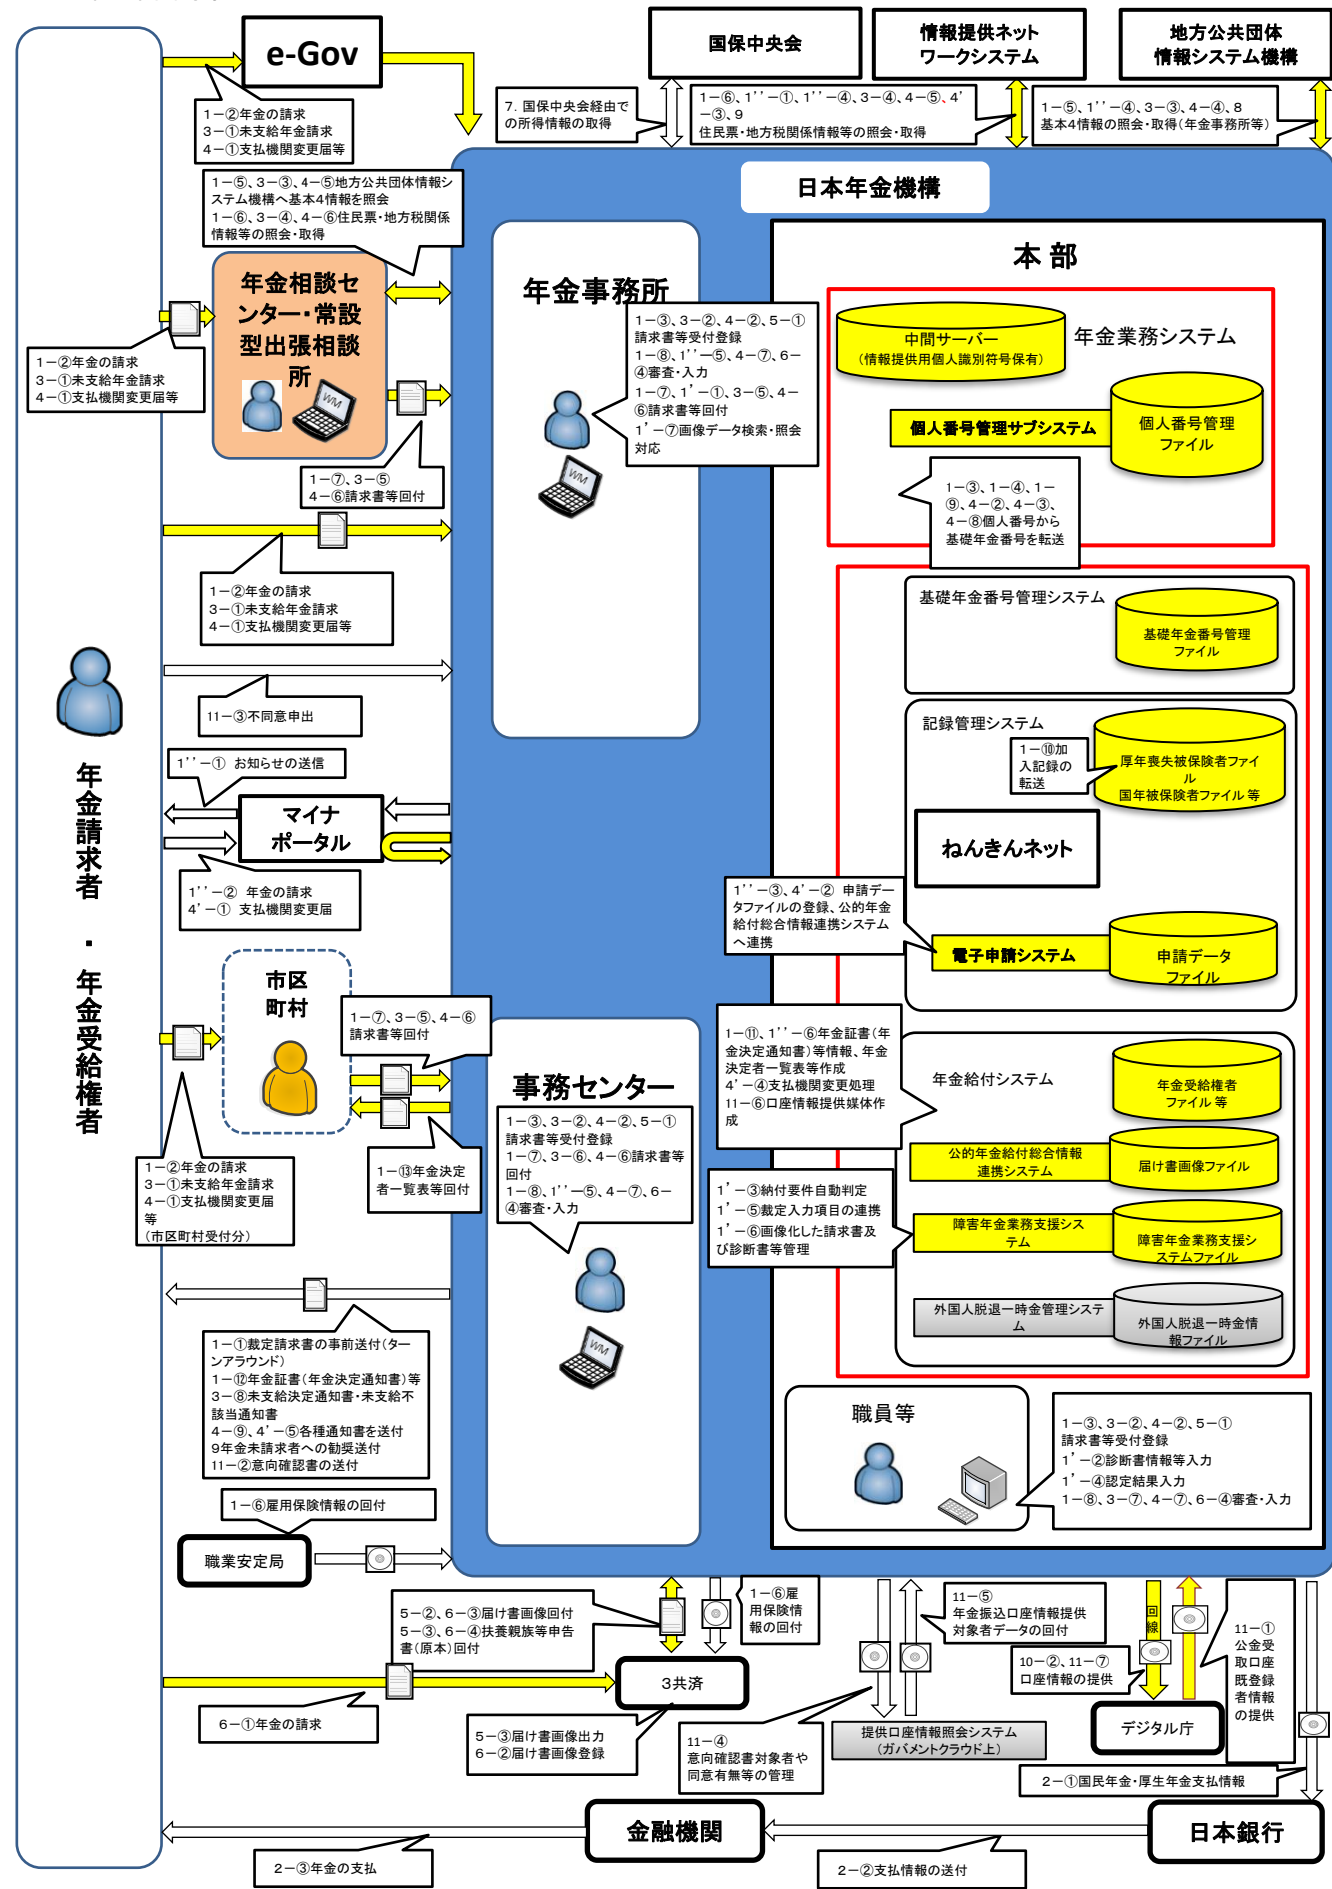 e-Gov
国保中央会
情報提供ネット
ワークシステム
地方公共団体
情報システム機構
1－②年金の請求
3－①未支給年金請求
4－①支払機関変更届等
7．国保中央会経由で
の所得情報の取得
1－⑥、1’’－①、1’’－④、3－④、4－⑤、4’
－③、9
住民票・地方税関係情報等の照会・取得
1－⑤、1’’－④、3－③、4－④、8
基本4情報の照会・取得（年金事務所等）
1－⑤、3－③、4－⑤地方公共団体情報シ
ステム機構へ基本4情報を照会
1－⑥、3－④、4－⑥住民票・地方税関係
情報等の照会・取得
日本年金機構
年金相談セ
ンター・常設
型出張相談
所
1－②年金の請求
3－①未支給年金請求
4－①支払機関変更届等
1－⑦、3－⑤
4－⑥請求書等回付
年金事務所
1－③、3－②、4－②、5－①
請求書等受付登録
1－⑧、1’’－⑤、4－⑦、6－
④審査・入力
1－⑦、1’－①、3－⑤、4－
⑥請求書等回付
1’－⑦画像データ検索・照会
対応
本部
中間サーバー
（情報提供用個人識別符号保有）
年金業務システム
個人番号管理サブシステム
個人番号管理
ファイル
1－③、1－④、1－
⑨、4－②、4－③、
4－⑧個人番号から
基礎年金番号を転送
1－②年金の請求
3－①未支給年金請求
4－①支払機関変更届等
基礎年金番号管理システム
基礎年金番号管理
ファイル
11－③不同意申出
年金請求者・年金受給権者
記録管理システム
1－⑩加
入記録の
転送
厚年喪失被保険者ファイ
ル
国年被保険者ファイル 等
ねんきんネット
1’’－① お知らせの送信
マイナ
ポータル
1’’－② 年金の請求
4’－① 支払機関変更届
1’’－③、4’－② 申請デー
タファイルの登録、公的年金
給付総合情報連携システム
へ連携
電子申請システム
申請データ
ファイル
市区
町村
1－⑦、3－⑤、4－⑥
請求書等回付
1－②年金の請求
3－①未支給年金請求
4－①支払機関変更届
等
（市区町村受付分）
1－⑬年金決定
者一覧表等回付
事務センター
1－③、3－②、4－②、5－①
請求書等受付登録
1－⑦、3－⑥、4－⑥請求書等
回付
1－⑧、1’’－⑤、4－⑦、6－
④審査・入力
1－⑪、1’’－⑥年金証書（年
金決定通知書）等情報、年金
決定者一覧表等作成
4’－④支払機関変更処理
11－⑥口座情報提供媒体作
成
年金給付システム
年金受給権者
ファイル 等
公的年金給付総合情報
連携システム
届け書画像ファイル
1’－③納付要件自動判定
1’－⑤裁定入力項目の連携
1’－⑥画像化した請求書及
び診断書等管理
障害年金業務支援シス
テム
障害年金業務支援シ
ステムファイル
外国人脱退一時金管理システ
ム
外国人脱退一時金情
報ファイル
1－①裁定請求書の事前送付（ター
ンアラウンド）
1－⑫年金証書（年金決定通知書）等
3－⑧未支給決定通知書・未支給不
該当通知書
4－⑨、4’－⑤各種通知書を送付
9年金未請求者への勧奨送付
11－②意向確認書の送付
職員等
1－③、3－②、4－②、5－①
請求書等受付登録
1’－②診断書情報等入力
1’－④認定結果入力
1－⑧、3－⑦、4－⑦、6－④審査・入力
1－⑥雇用保険情報の回付
職業安定局
5－②、6－③届け書画像回付
5－③、6－④扶養親族等申告
書（原本）回付
1－⑥雇
用保険情
報の回付
11－⑤
年金振込口座情報提供
対象者データの回付
10－②、11－⑦
口座情報の提供
回線
11－①
公金受
取口座
既登録
者情報
の提供
3共済
6－①年金の請求
5－③届け書画像出力
6－②届け書画像登録
11－④
意向確認書対象者や
同意有無等の管理
提供口座情報照会システム
（ガバメントクラウド上）
デジタル庁
2－①国民年金・厚生年金支払情報
金融機関
日本銀行
2－③年金の支払
2－②支払情報の送付